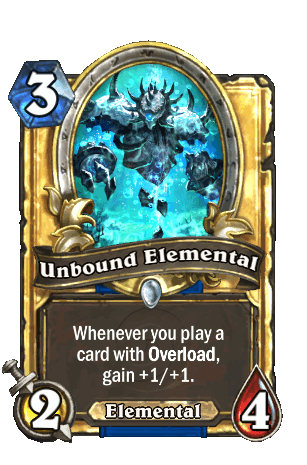 3
Unbound Elemental
Whenever you play a
card with Overload,
gain +1/+1.
2
Elemental
4